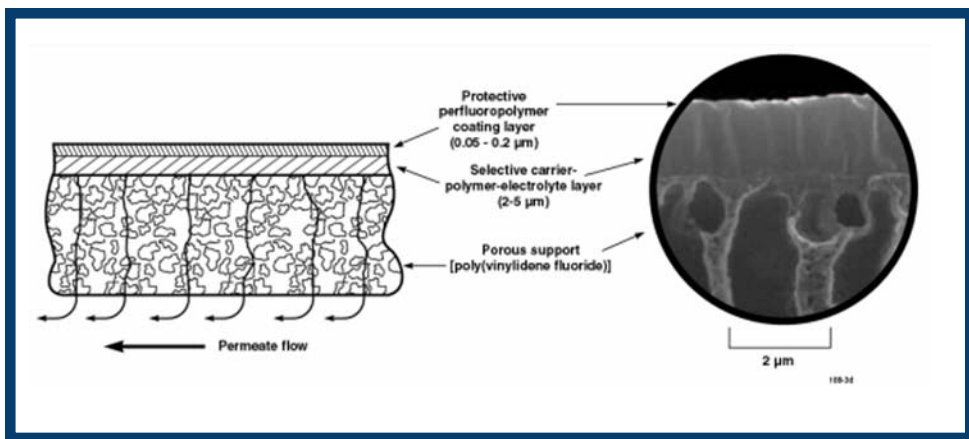 Protective
perfluoropolymer
coating layer
(0.05 - 0.2 µm)
Selective carrier-
polymer-electrolyte layer
(2-5 µm)
Porous support
[poly(vinylidene fluoride)]
Permeate flow
2 µm
188-3d